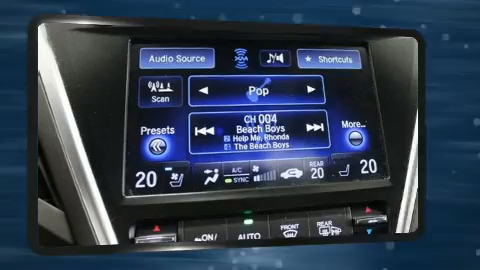 Audio Source
Shortcuts
Scan
Pop
CH 004
Beach Boys
Help Me, Rhonda
The Beach Boys
Presets
More...
20
A/C
SYNC
REAR
20
20
ON/
AUTO
FRONT
REAR